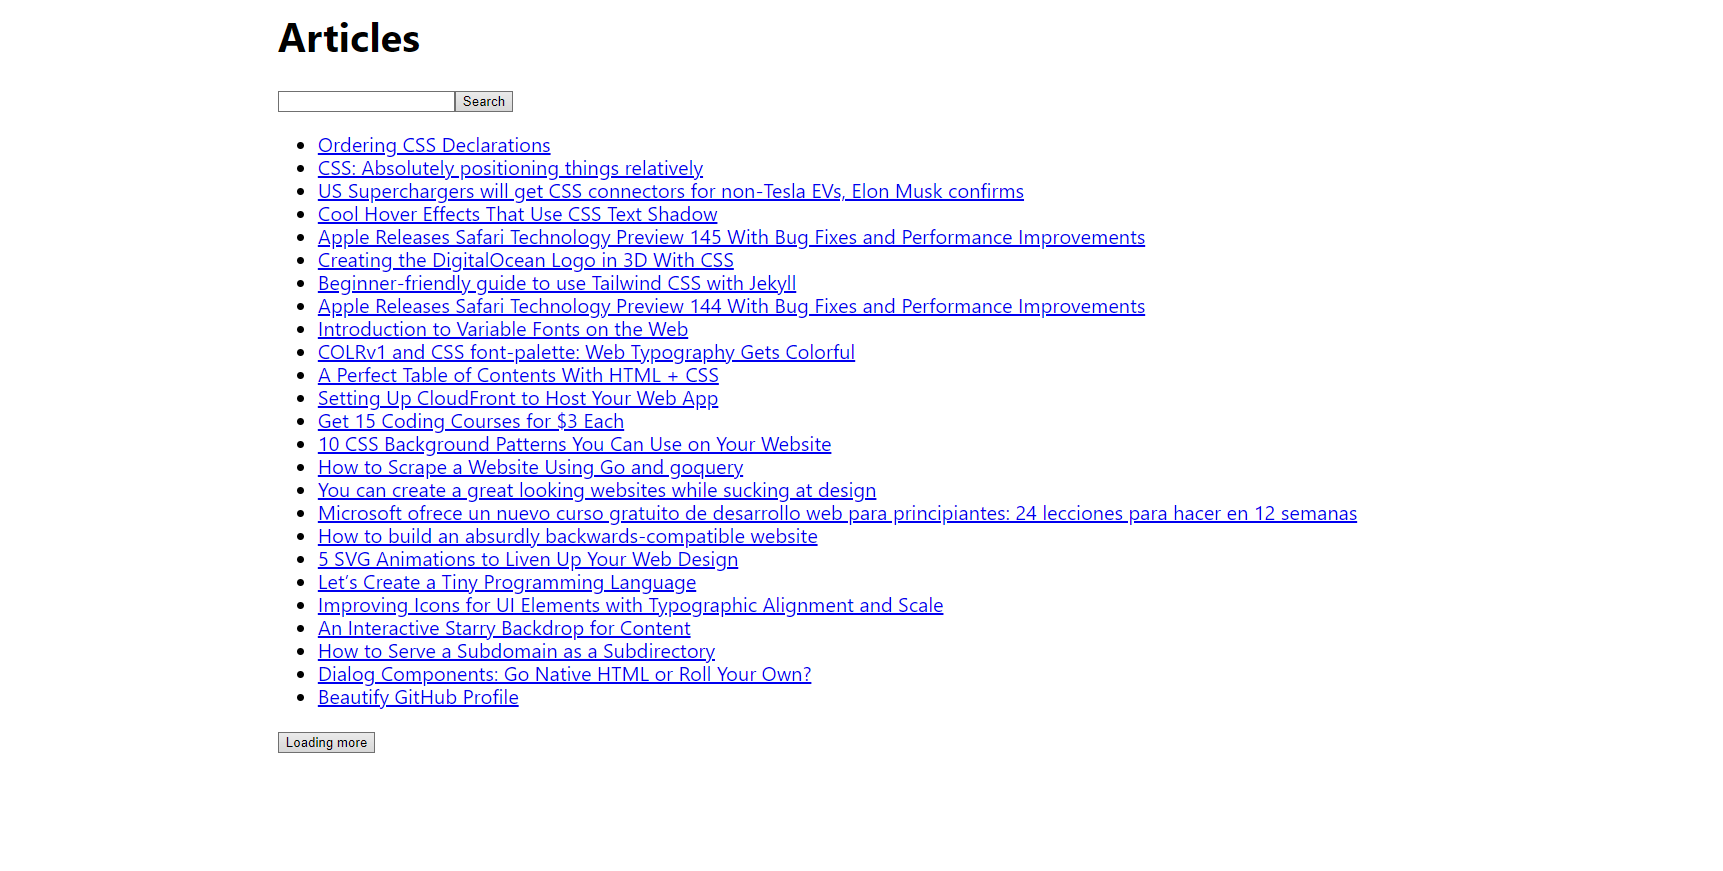 Articles
Search
Ordering CSS Declarations
CSS: Absolutely positioning things relatively
US Superchargers will get CSS connectors for non-Tesla EVs, Elon Musk confirms
Cool Hover Effects That Use CSS Text Shadow
Apple Releases Safari Technology Preview 145 With Bug Fixes and Performance Improvements
Creating the DigitalOcean Logo in 3D With CSS
Beginner-friendly guide to use Tailwind CSS with Jekyll
Apple Releases Safari Technology Preview 144 With Bug Fixes and Performance Improvements
Introduction to Variable Fonts on the Web
COLRv1 and CSS font-palette: Web Typography Gets Colorful
A Perfect Table of Contents With HTML + CSS
Setting Up CloudFront to Host Your Web App
Get 15 Coding Courses for $3 Each
10 CSS Background Patterns You Can Use on Your Website
How to Scrape a Website Using Go and goquery
You can create a great looking websites while sucking at design
Microsoft ofrece un nuevo curso gratuito de desarrollo web para principiantes: 24 lecciones para hacer en 12 semanas
How to build an absurdly backwards-compatible website
5 SVG Animations to Liven Up Your Web Design
Let’s Create a Tiny Programming Language
Improving Icons for UI Elements with Typographic Alignment and Scale
An Interactive Starry Backdrop for Content
How to Serve a Subdomain as a Subdirectory
Dialog Components: Go Native HTML or Roll Your Own?
Beautify GitHub Profile
Loading more